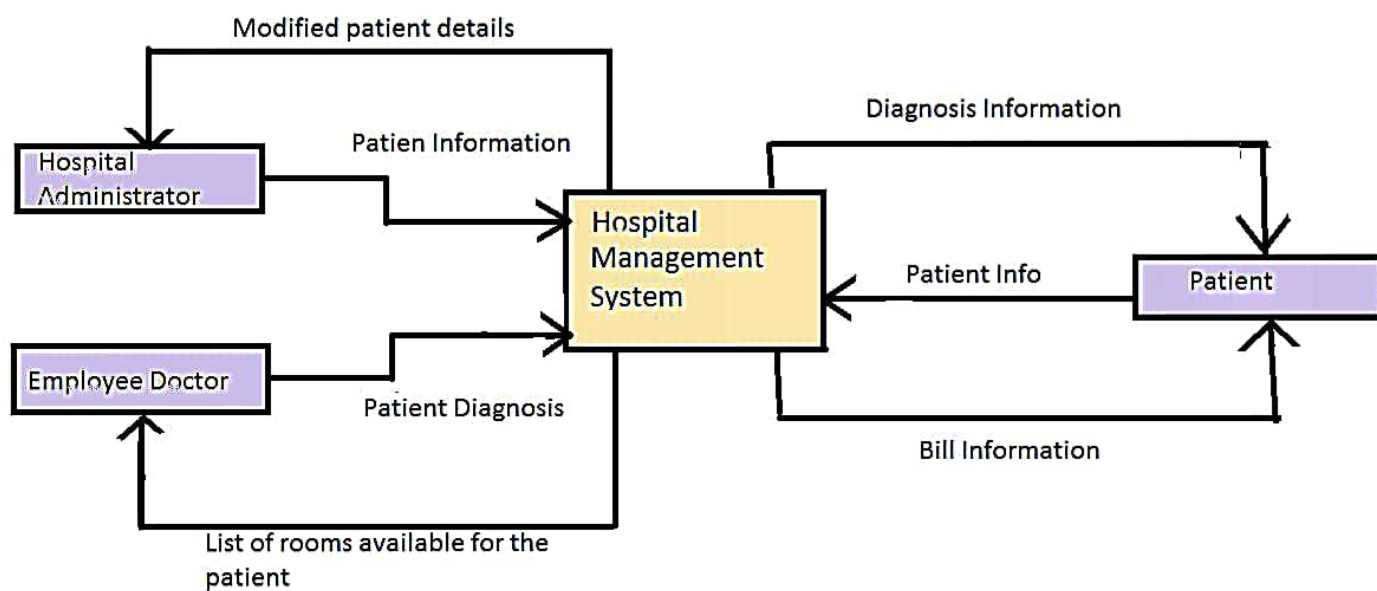 Modified patient details
Patien Information
Diagnosis Information
Hospital
Administrator
Hospital
Management
System
Patient Info
Patient
Employee Doctor
Patient Diagnosis
Bill Information
List of rooms available for the
patient